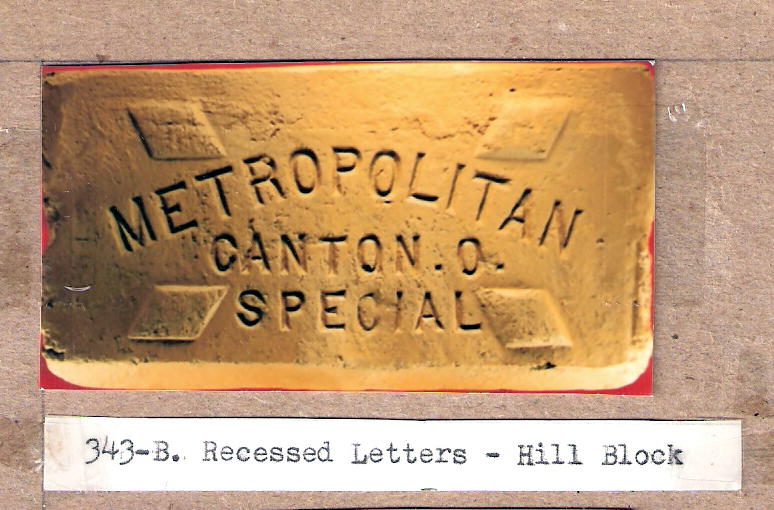 METROPOLITAN
CANTON.O.
SPECIAL
343-B. Recessed Letters - Hill Block